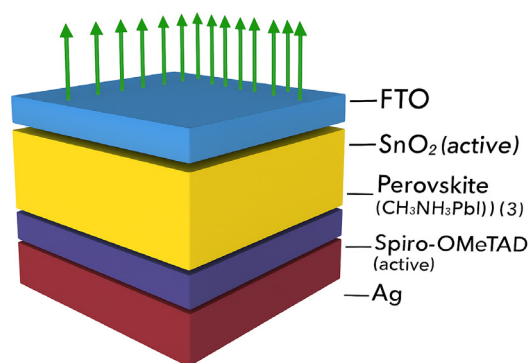 FTO
SnO₂ (active)
Perovskite
(CH₃NH₃PbI)) (3)
Spiro-OMeTAD
(active)
Ag